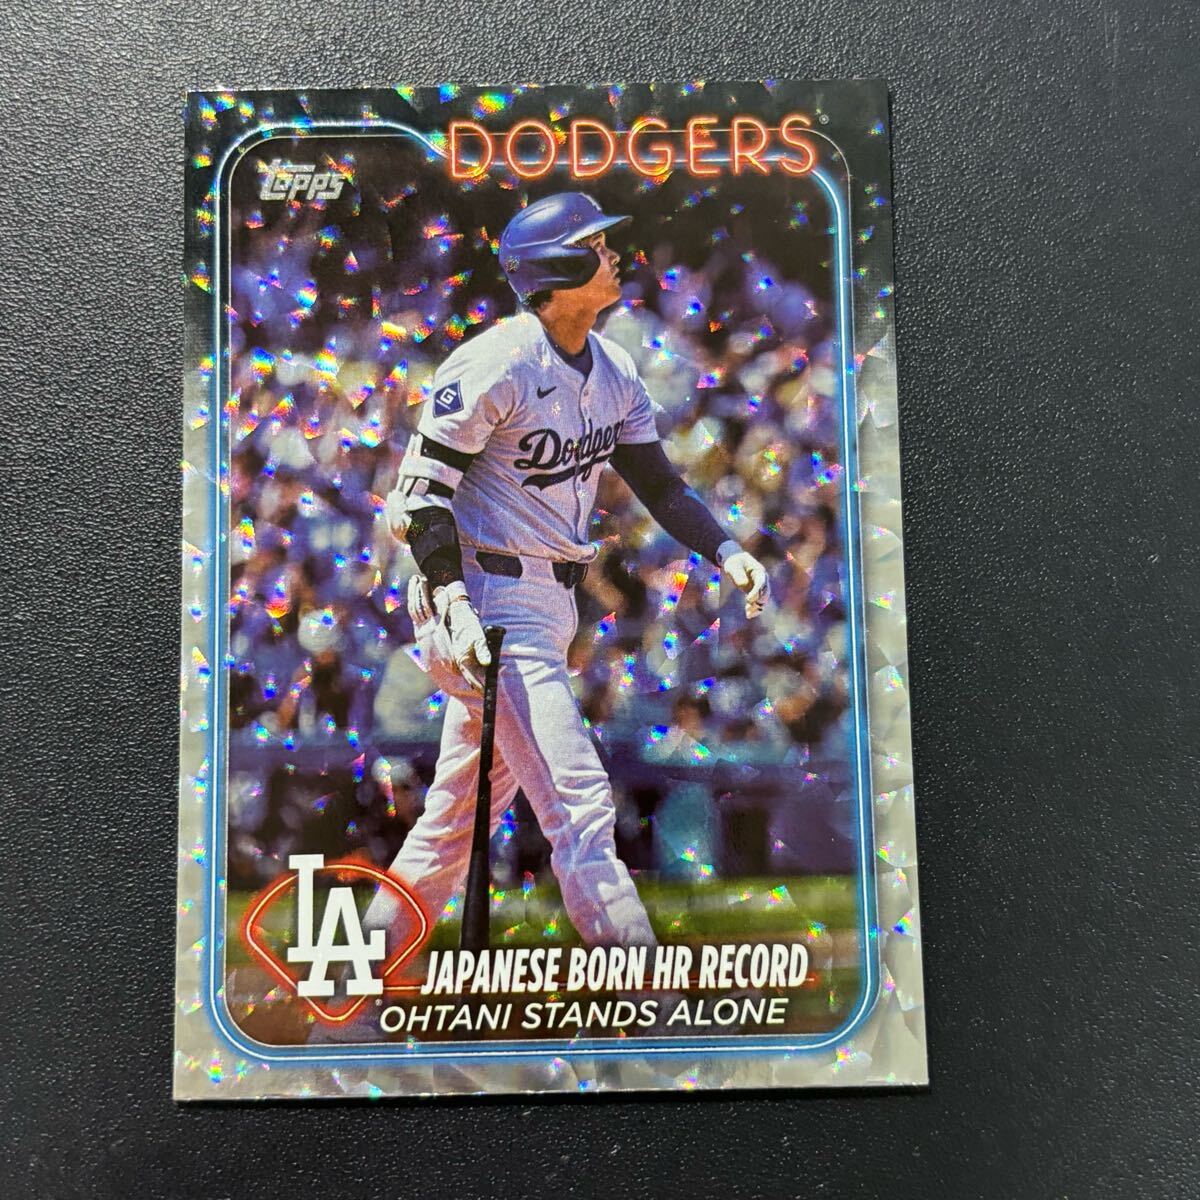 DODGERS®
topps
G
Dodgers
LA®
JAPANESE BORN HR RECORD
OHTANI STANDS ALONE